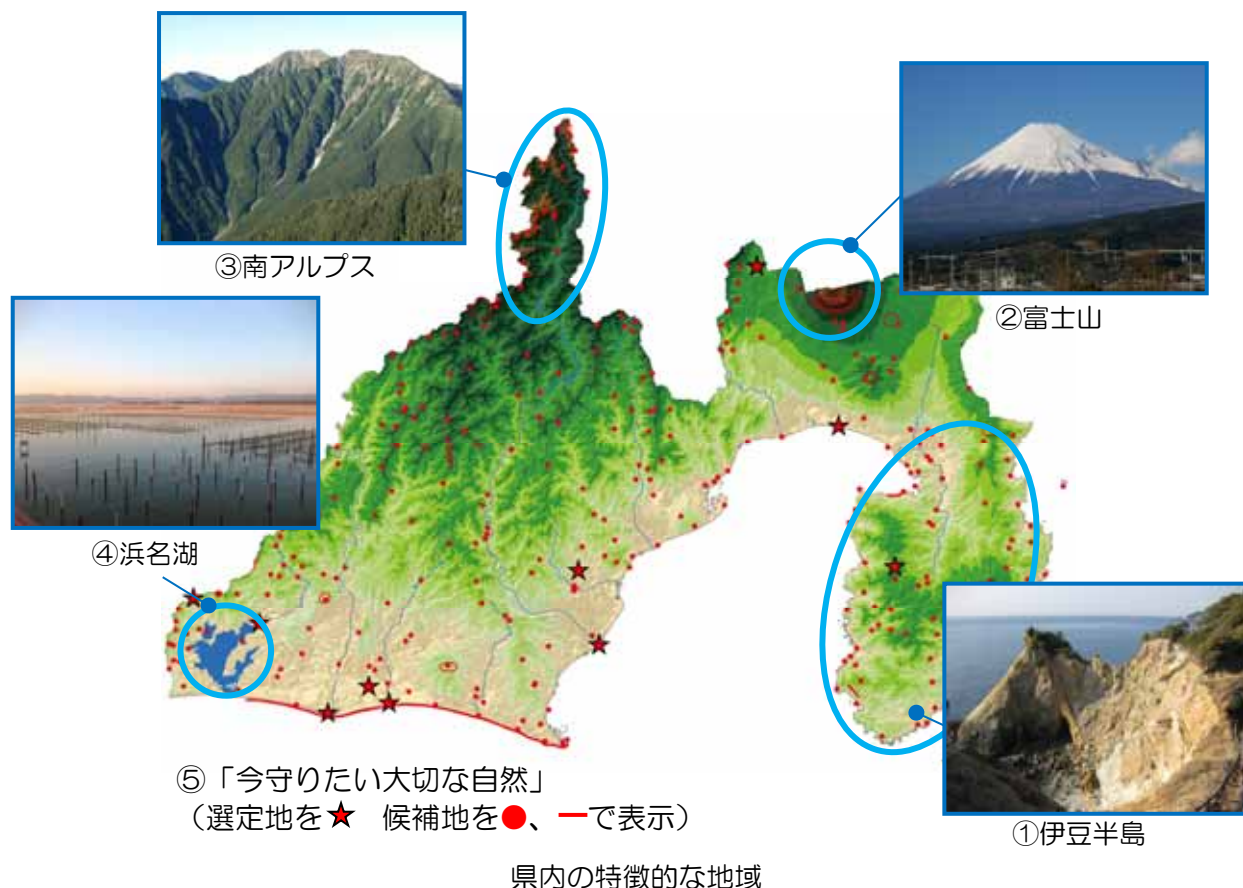 ③南アルプス
②富士山
④浜名湖
⑤「今守りたい大切な自然」
（選定地を★ 候補地を●、ーで表示）
①伊豆半島
県内の特徴的な地域